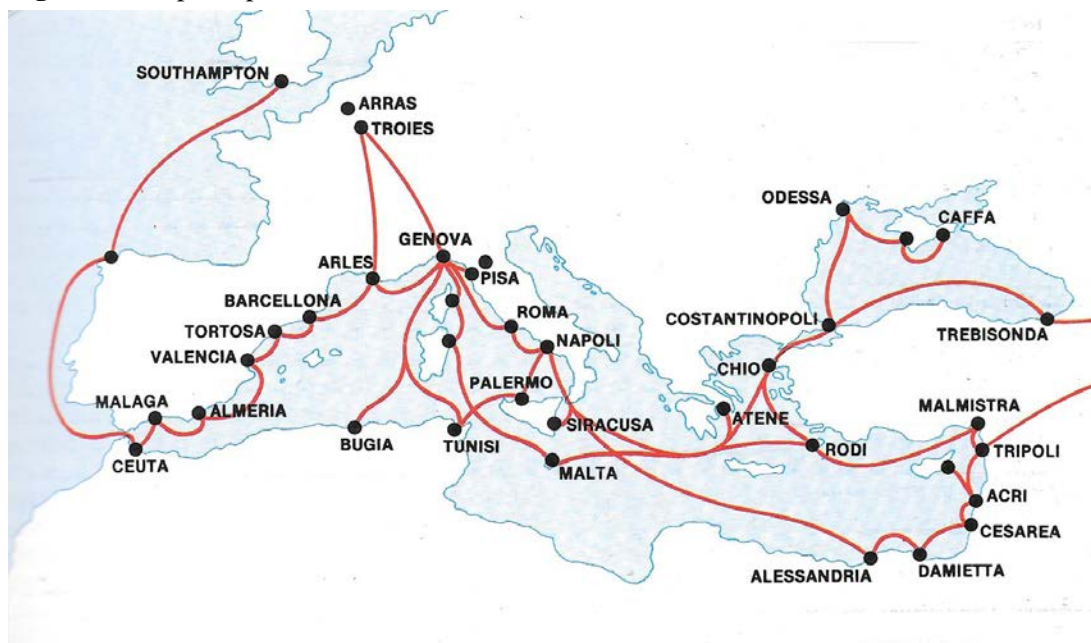 SOUTHAMPTON
ARRAS
TROIES
ODESSA
CAFFA
GENOVA
PISA
ARLES
BARCELLONA
ROMA
COSTANTINOPOLI
TREBISONDA
TORTOSA
NAPOLI
VALENCIA
CHIO
PALERMO
MALAGA
ALMERIA
ATENE
MALMISTRA
SIRACUSA
BUGIA
TUNISI
RODI
TRIPOLI
CEUTA
MALTA
ACRI
CESAREA
ALESSANDRIA
DAMIETTA